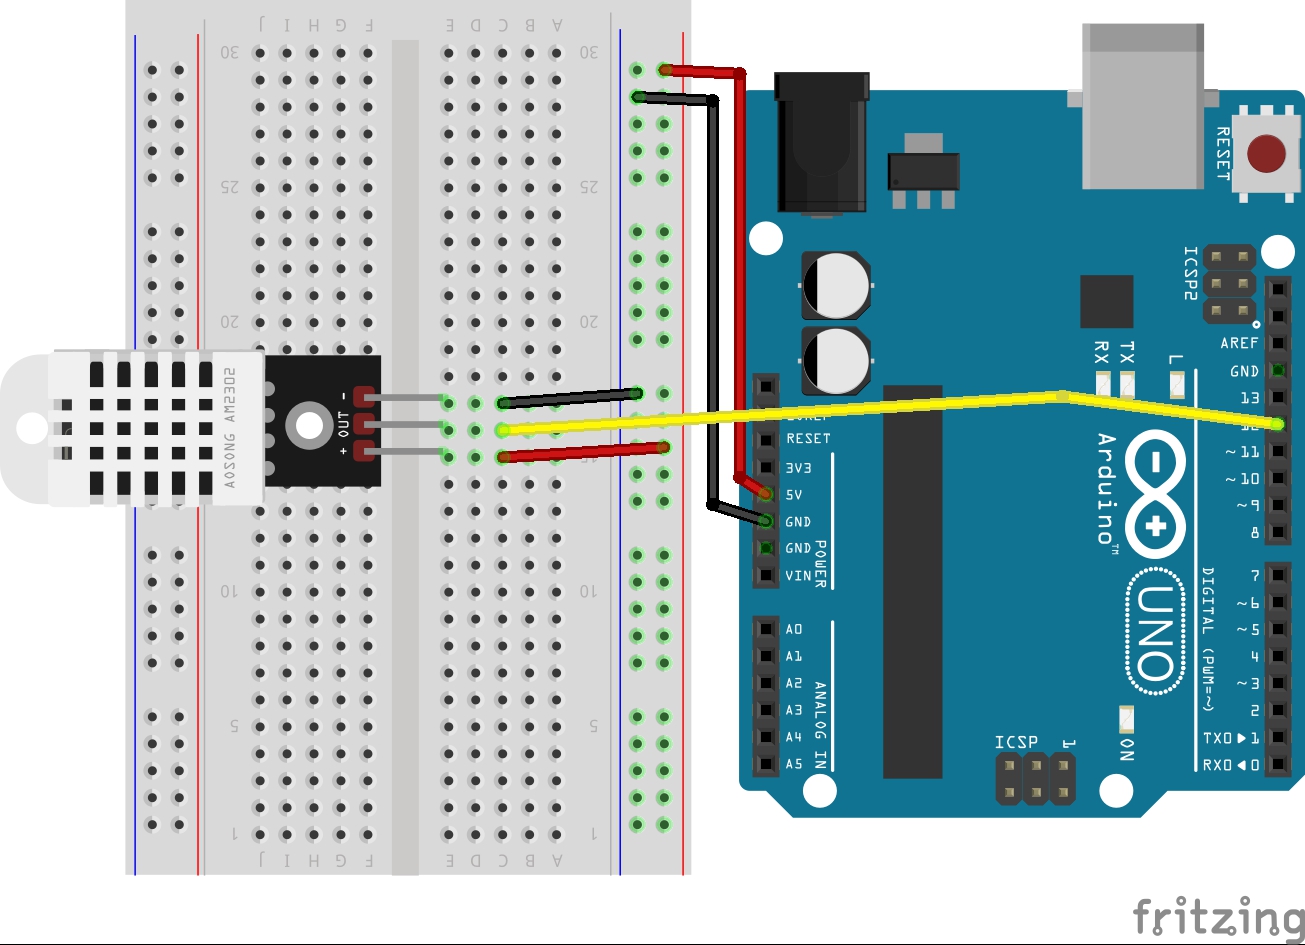 J I H G F E D C B A
30 30
25 25
20 20
15
10 10
5 5
1 1
J I H G F E D C B A
AOSONG AM2302
+ OUT -
RESET
ICSP2
AREF
GND
13
12
~11
~10
~9
8
7
~6
~5
4
~3
2
TX0▶1
RX0◀0
DIGITAL (PWM=~)
RX
TX
L
IOREF
RESET
3V3
5V
GND
GND
VIN
POWER
A0
A1
A2
A3
A4
A5
ANALOG IN
Arduino™
UNO
ICSP
1
ON
fritzing